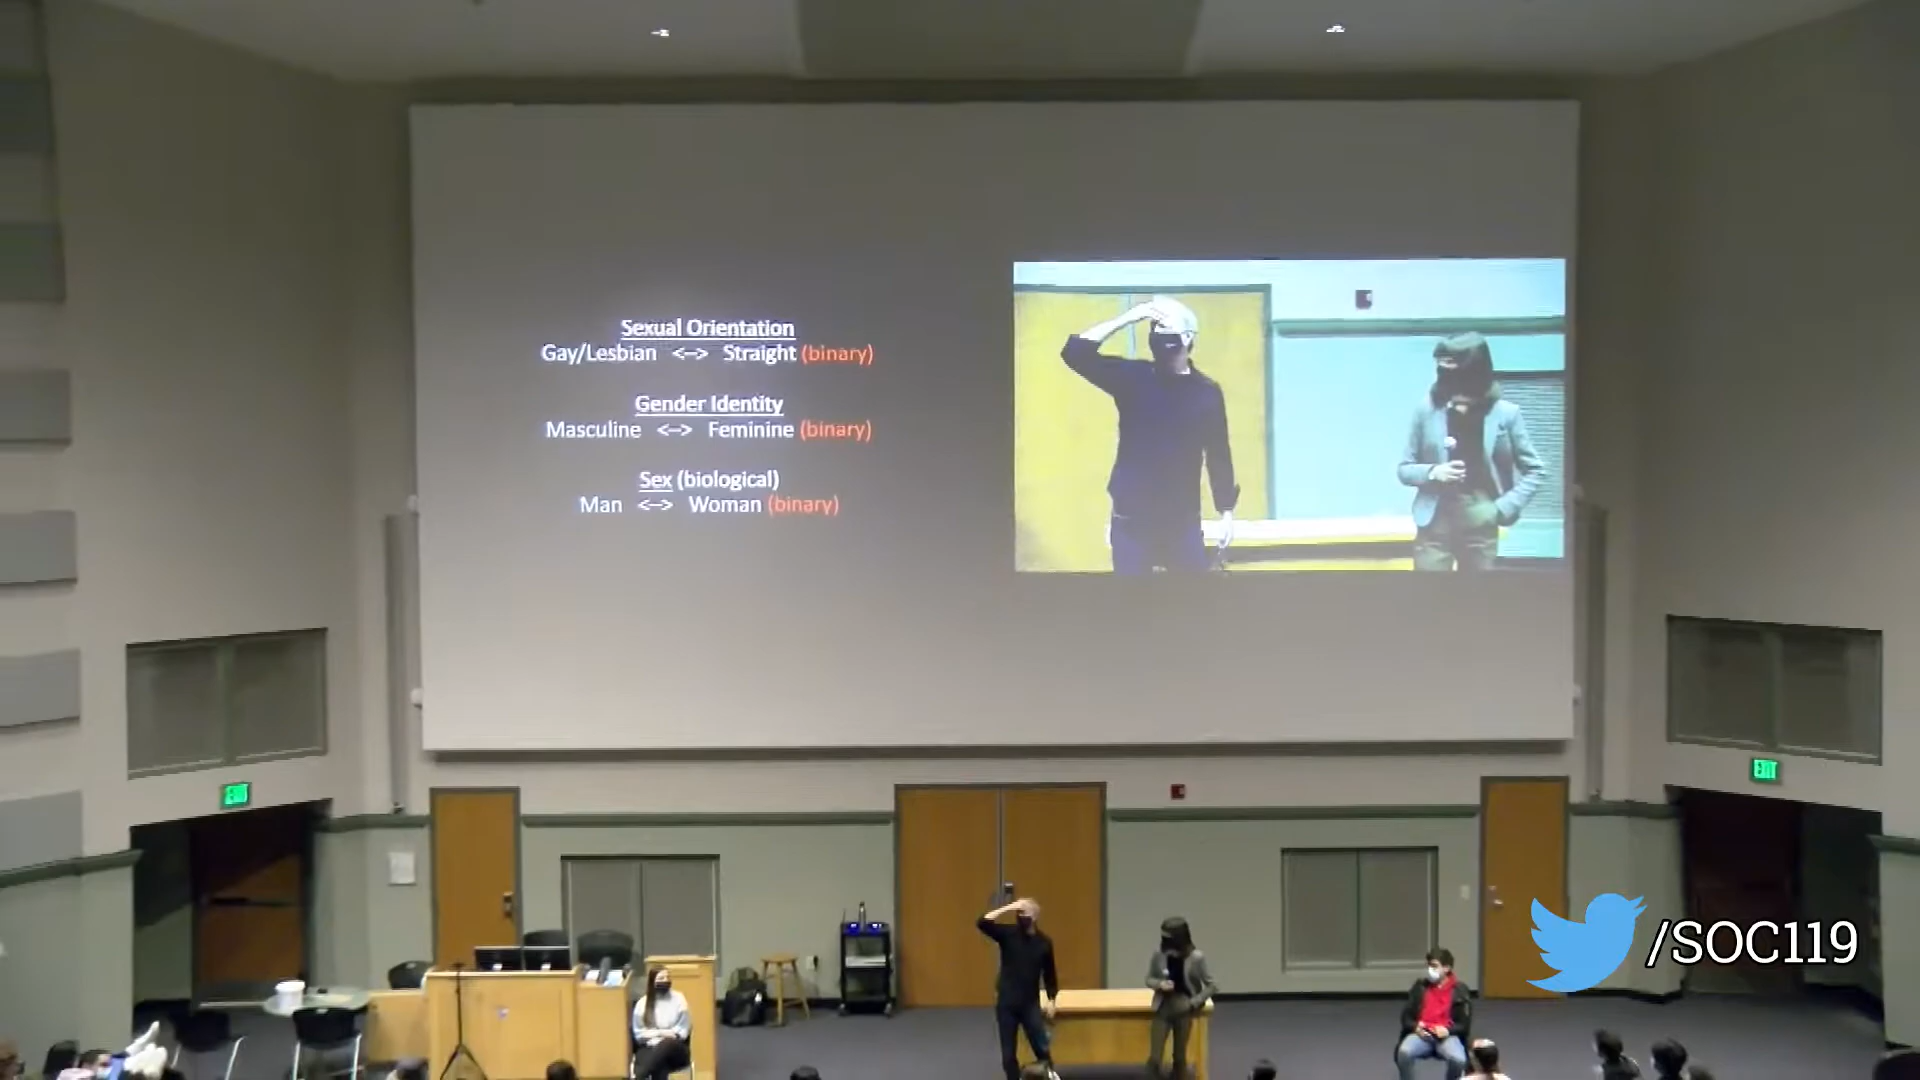 Sexual Orientation
Gay/Lesbian <--> Straight (binary)
Gender Identity
Masculine <--> Feminine (binary)
Sex (biological)
Man <--> Woman (binary)
EXIT
EXIT
/SOC119